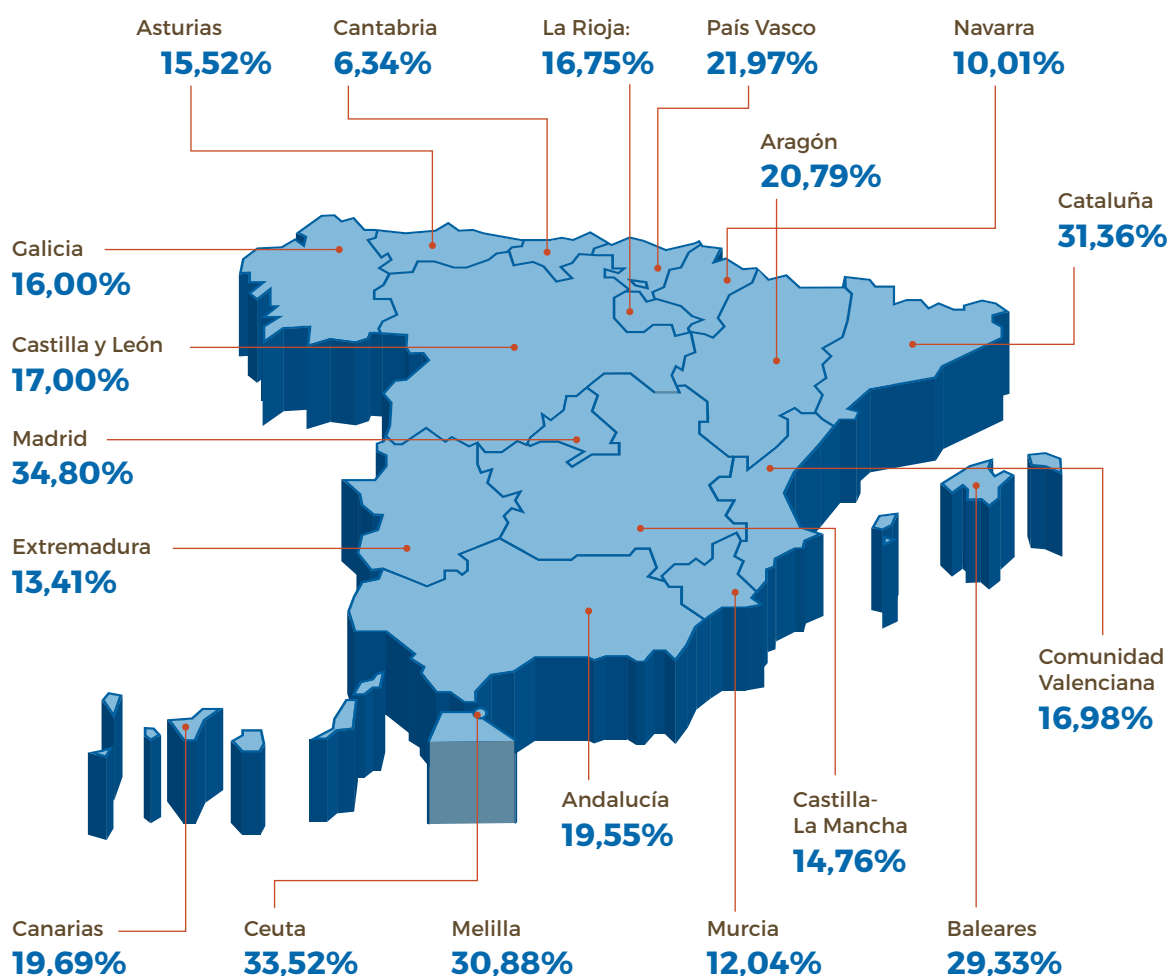 Asturias
15,52%
Cantabria
6,34%
La Rioja:
16,75%
País Vasco
21,97%
Navarra
10,01%
Aragón
20,79%
Cataluña
31,36%
Galicia
16,00%
Castilla y León
17,00%
Madrid
34,80%
Extremadura
13,41%
Comunidad
Valenciana
16,98%
Andalucía
19,55%
Castilla-
La Mancha
14,76%
Canarias
19,69%
Ceuta
33,52%
Melilla
30,88%
Murcia
12,04%
Baleares
29,33%